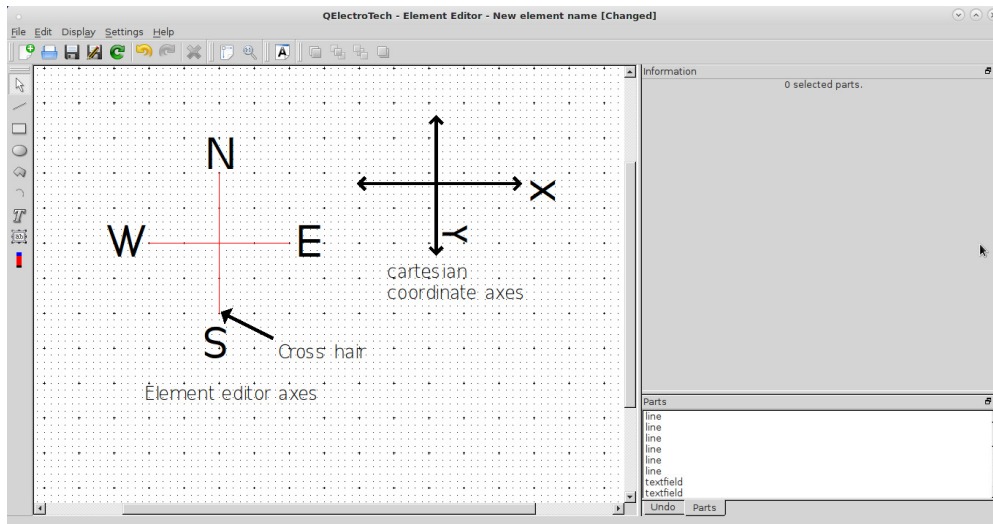 QElectroTech - Element Editor - New element name [Changed]
File Edit Display Settings Help
Information
0 selected parts.
N
W
E
S
X
Y
cartesian
coordinate axes
Cross hair
Element editor axes
Parts
line
line
line
line
line
line
textfield
textfield
Undo Parts